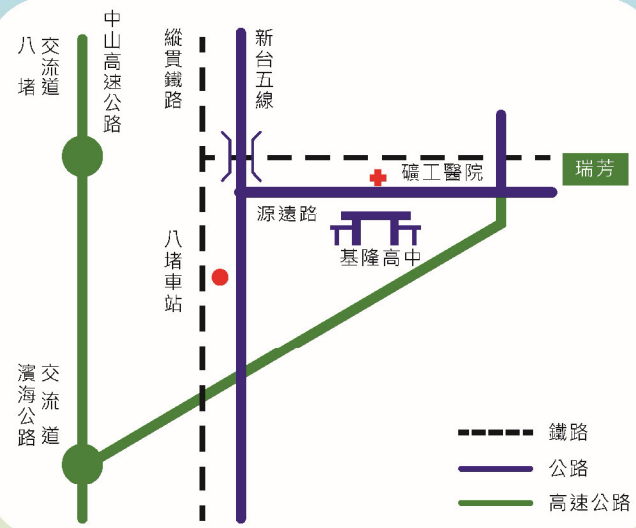 中山高速公路
八堵
交流道
縱貫鐵路
新台五線
礦工醫院
瑞芳
源遠路
基隆高中
八堵車站
濱海公路
交流道
鐵路
公路
高速公路